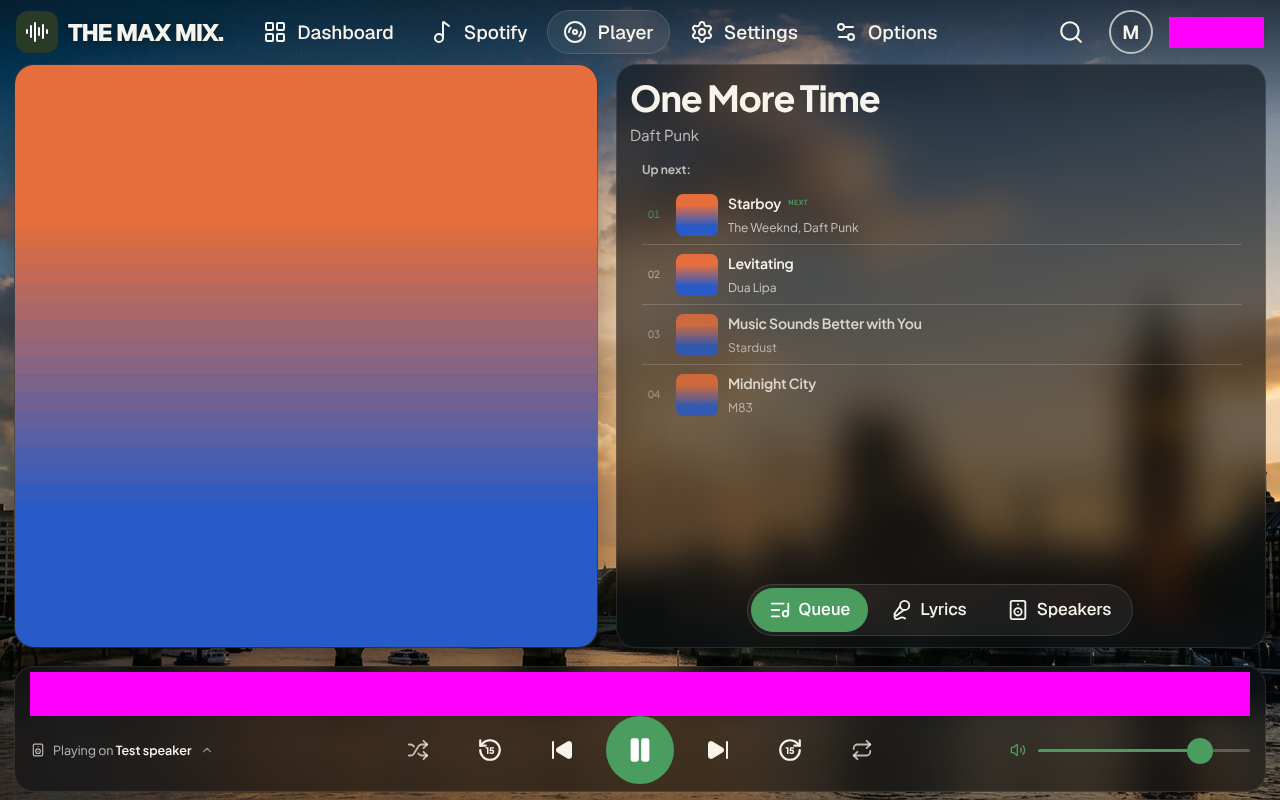 THE MAX MIX.
Dashboard
Spotify
Player
Settings
Options
M
One More Time
Daft Punk
Up next:
01
Starboy NEXT
The Weeknd, Daft Punk
02
Levitating
Dua Lipa
03
Music Sounds Better with You
Stardust
04
Midnight City
M83
Queue
Lyrics
Speakers
Playing on Test speaker
15
15